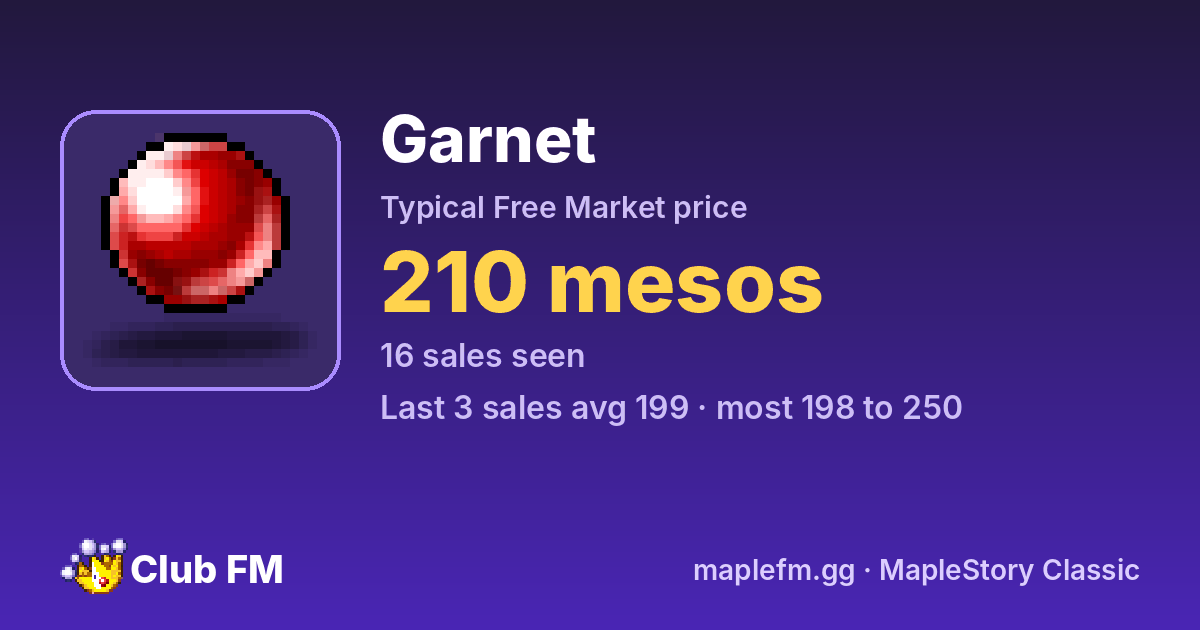 Garnet
Typical Free Market price
210 mesos
16 sales seen
Last 3 sales avg 199 · most 198 to 250
Club FM
maplefm.gg · MapleStory Classic